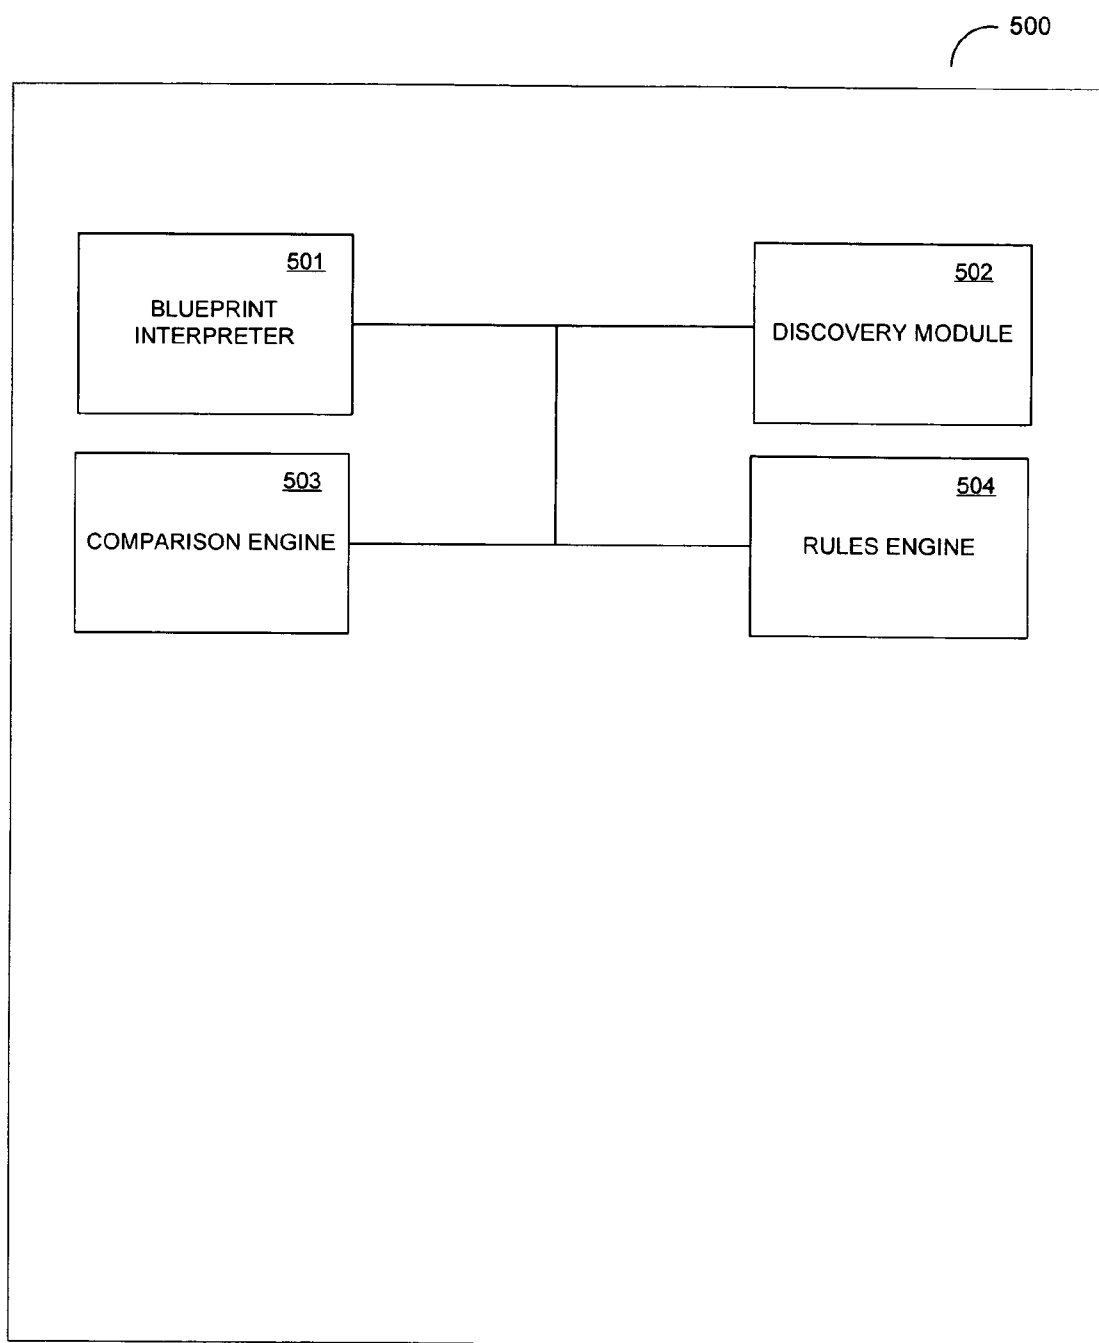 500
501
BLUEPRINT
INTERPRETER
502
DISCOVERY MODULE
503
COMPARISON ENGINE
504
RULES ENGINE